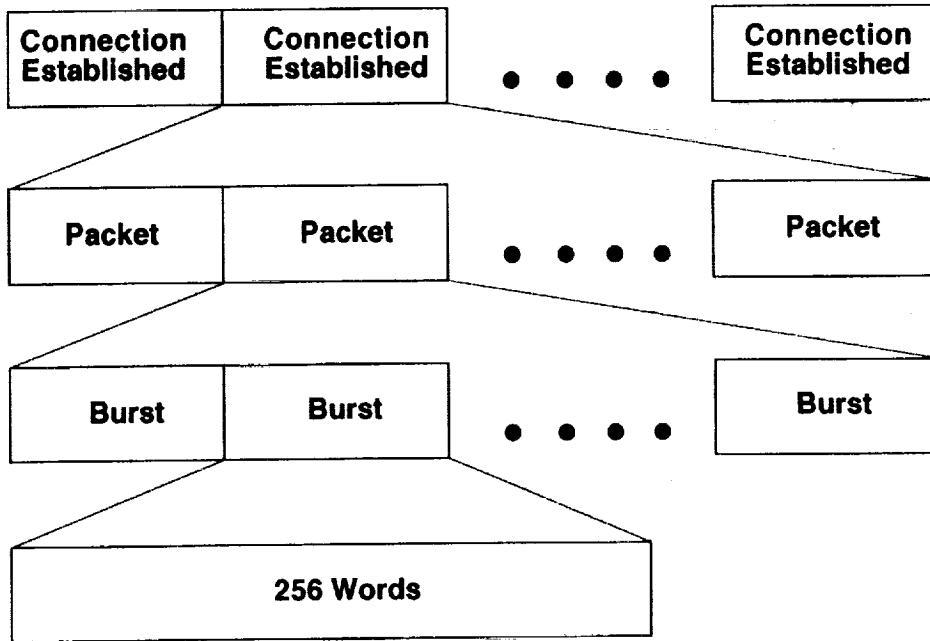 Connection
Established
Connection
Established
Connection
Established
Packet
Packet
Packet
Burst
Burst
Burst
256 Words